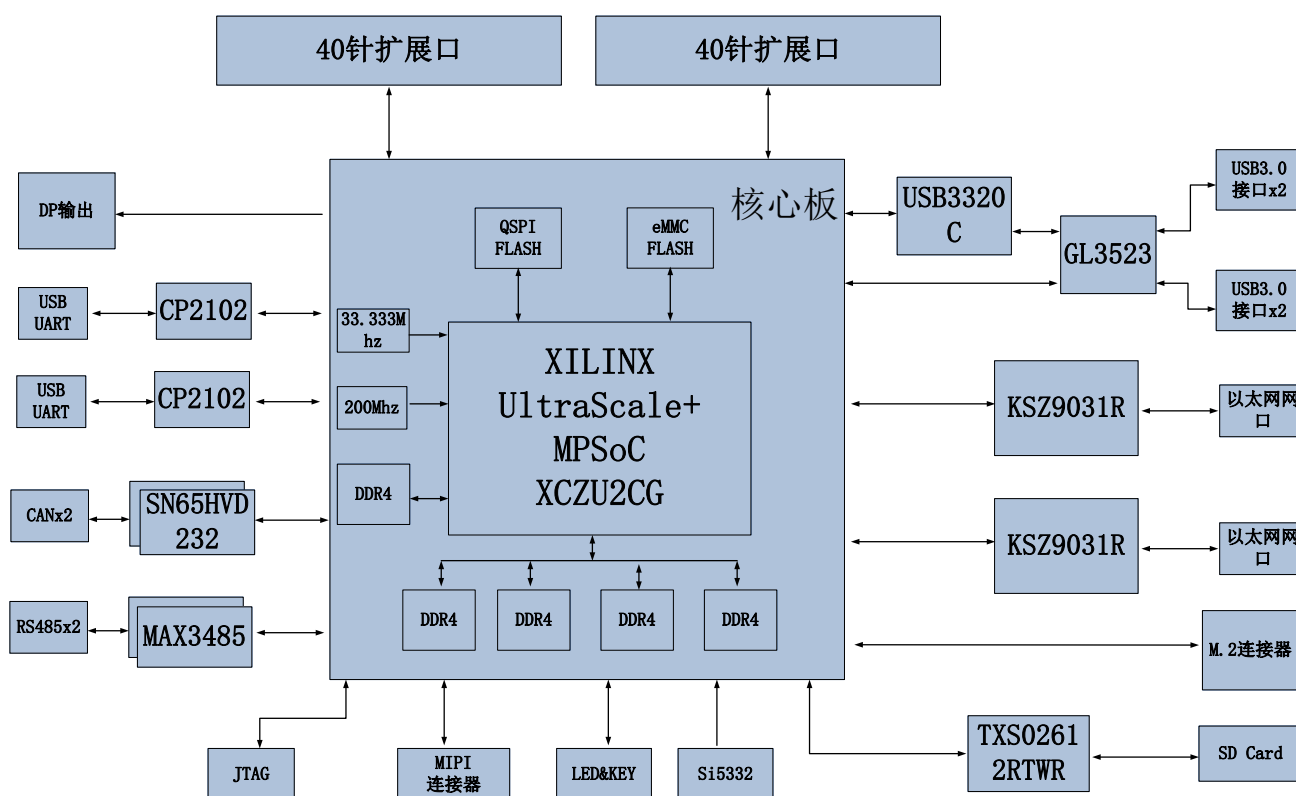 40针扩展口
40针扩展口
核心板
DP输出
USB3320
C
GL3523
USB3.0
接口x2
USB3.0
接口x2
QSPI
FLASH
eMMC
FLASH
USB
UART
CP2102
33.333M
hz
USB
UART
CP2102
200Mhz
XILINX
UltraScale+
MPSoC
XCZU2CG
KSZ9031R
以太网网
口
CANx2
SN65HVD
232
DDR4
KSZ9031R
以太网网
口
RS485x2
MAX3485
DDR4
DDR4
DDR4
DDR4
M.2连接器
JTAG
MIPI
连接器
LED&KEY
Si5332
TXS0261
2RTWR
SD Card